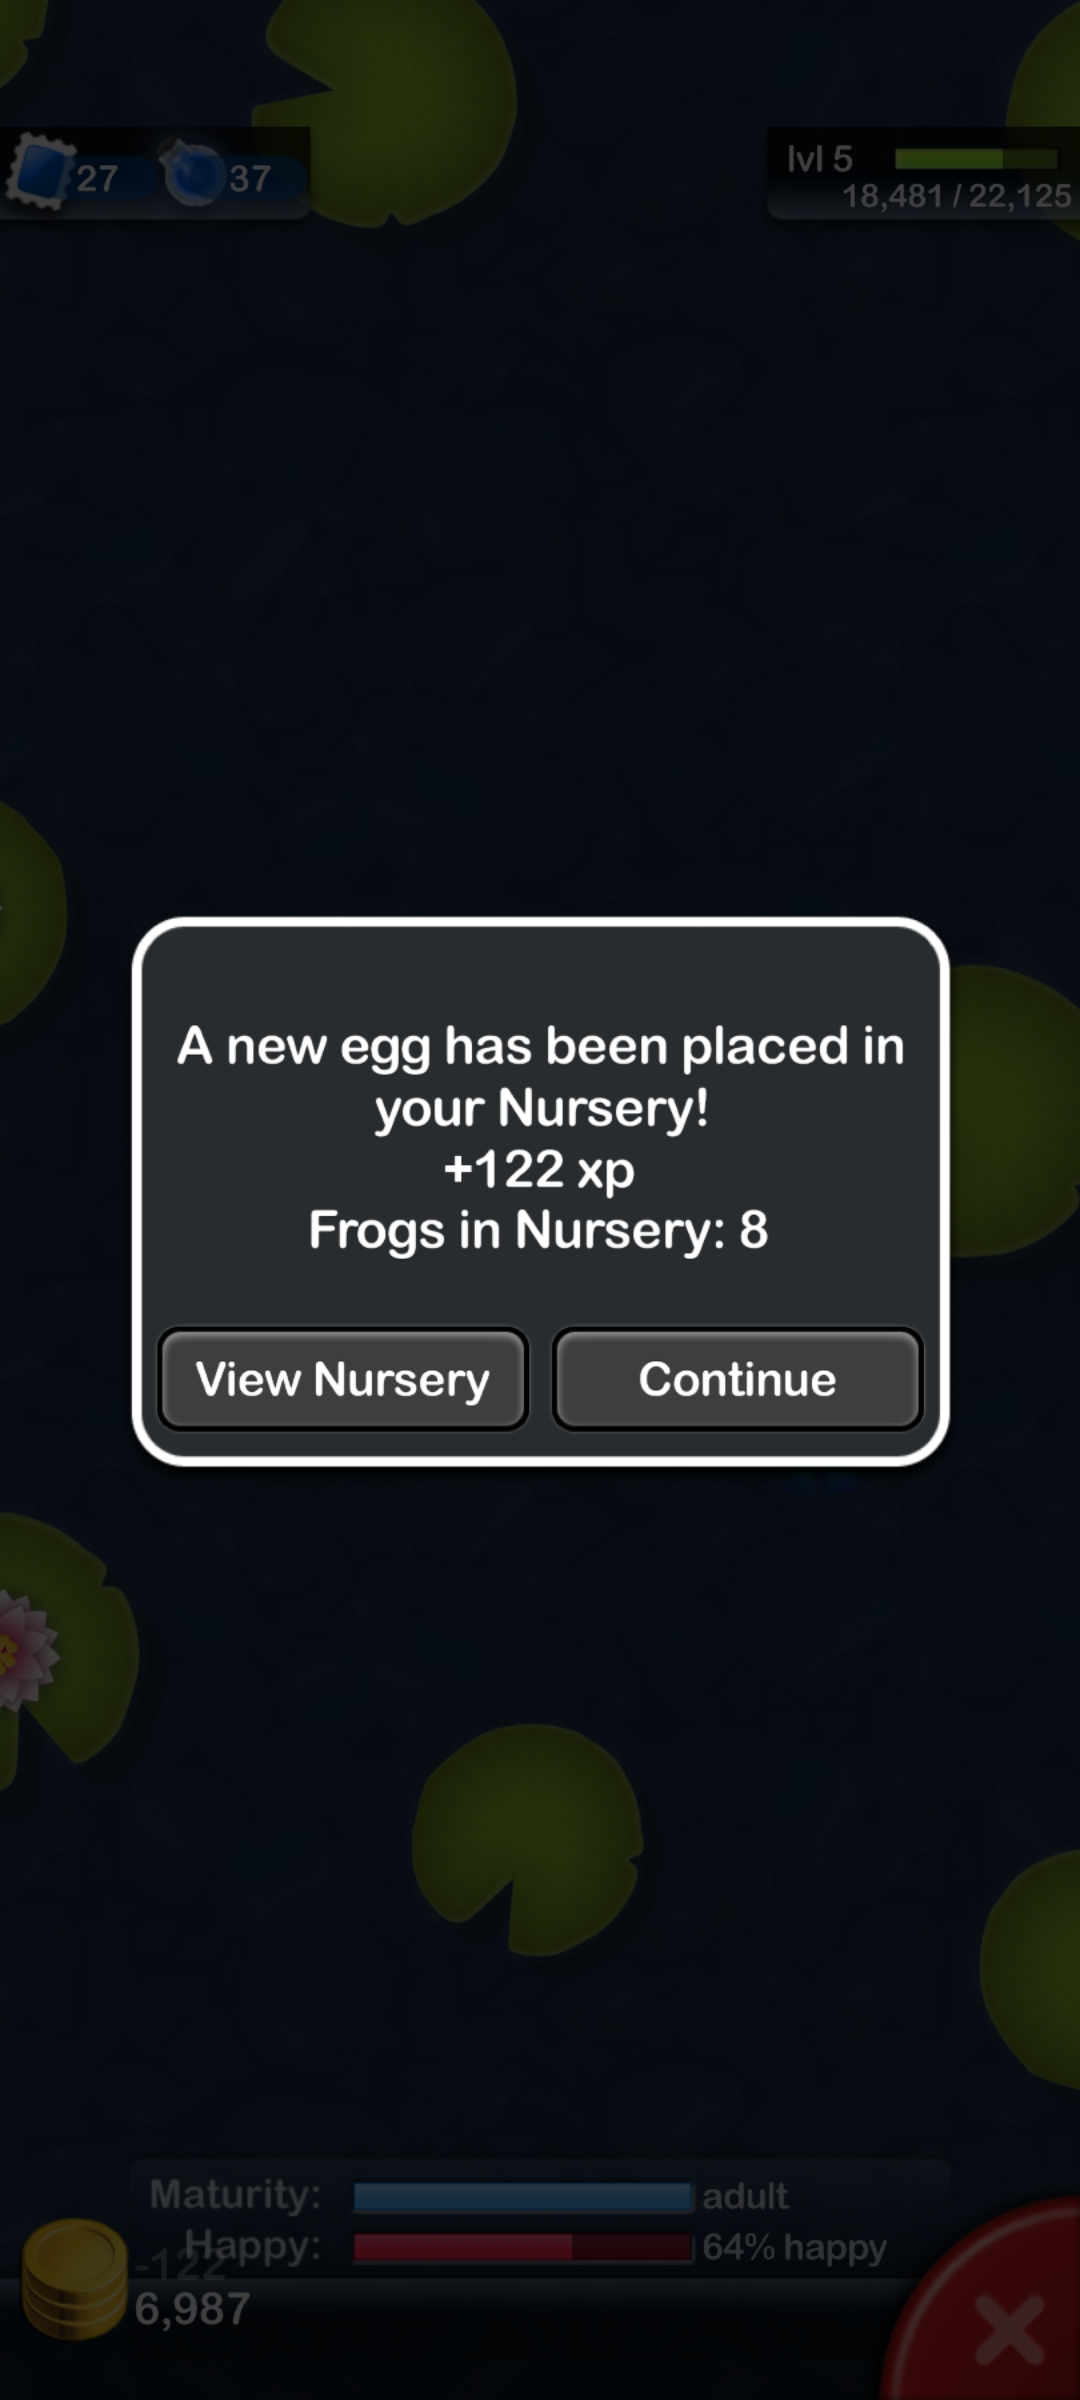 27 37
lvl 5
18,481 / 22,125
A new egg has been placed in
your Nursery!
+122 xp
Frogs in Nursery: 8
View Nursery Continue
Maturity: adult
Happy: 64% happy
-122
6,987